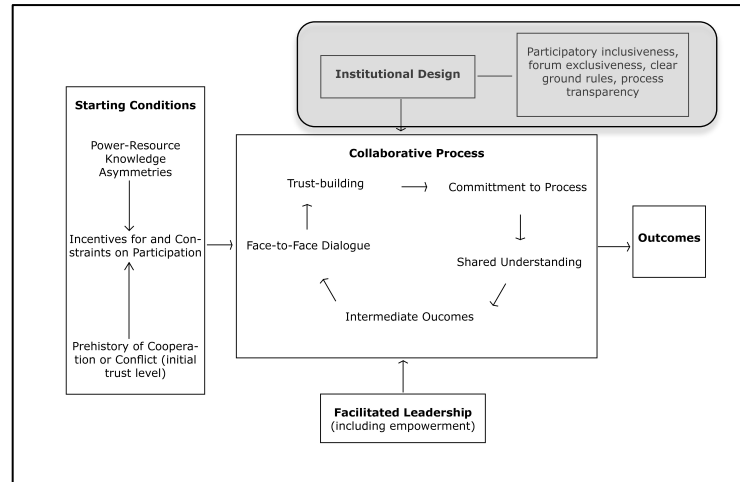 Participatory inclusiveness,
forum exclusiveness, clear
ground rules, process
transparency
Institutional Design
Starting Conditions
Power-Resource
Knowledge
Asymmetries
Incentives for and Con-
straints on Participation
Prehistory of Coopera-
tion or Conflict (initial
trust level)
Collaborative Process
Trust-building
Committment to Process
Face-to-Face Dialogue
Shared Understanding
Intermediate Oucomes
Outcomes
Facilitated Leadership
(including empowerment)